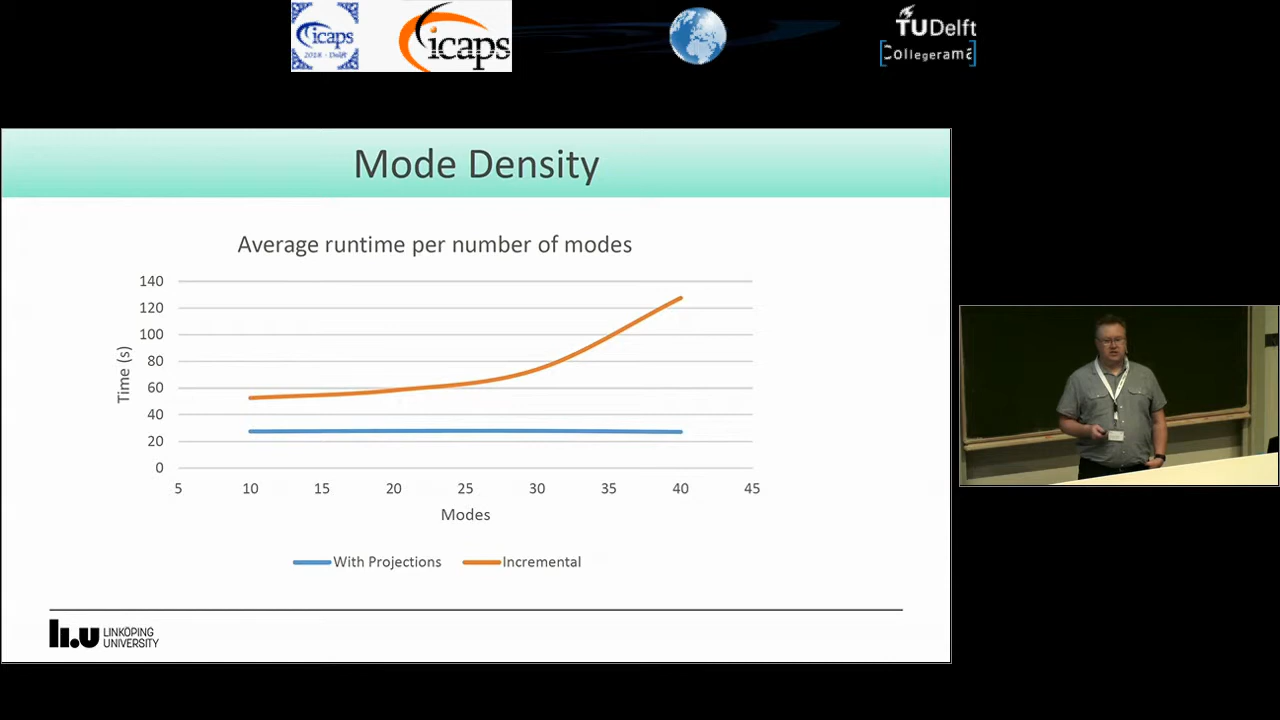 icaps
2018 - Delft
icaps
TUDelft
Collegerama
Mode Density
Average runtime per number of modes
140
120
100
80
60
40
20
0
Time (s)
5 10 15 20 25 30 35 40 45
Modes
With Projections Incremental
LINKÖPING
UNIVERSITY
li.u